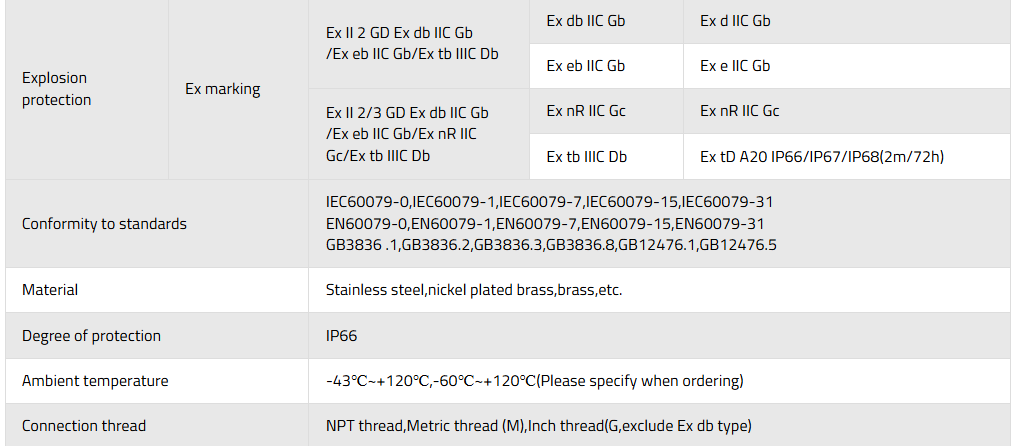 Explosion
protection
Ex marking
Ex II 2 GD Ex db IIC Gb
/Ex eb IIC Gb/Ex tb IIIC Db
Ex db IIC Gb
Ex d IIC Gb
Ex eb IIC Gb
Ex e IIC Gb
Ex II 2/3 GD Ex db IIC Gb
/Ex eb IIC Gb/Ex nR IIC
Gc/Ex tb IIIC Db
Ex nR IIC Gc
Ex nR IIC Gc
Ex tb IIIC Db
Ex tD A20 IP66/IP67/IP68(2m/72h)
Conformity to standards
IEC60079-0,IEC60079-1,IEC60079-7,IEC60079-15,IEC60079-31
EN60079-0,EN60079-1,EN60079-7,EN60079-15,EN60079-31
GB3836 .1,GB3836.2,GB3836.3,GB3836.8,GB12476.1,GB12476.5
Material
Stainless steel,nickel plated brass,brass,etc.
Degree of protection
IP66
Ambient temperature
-43℃~+120℃,-60℃~+120℃(Please specify when ordering)
Connection thread
NPT thread,Metric thread (M),Inch thread(G,exclude Ex db type)